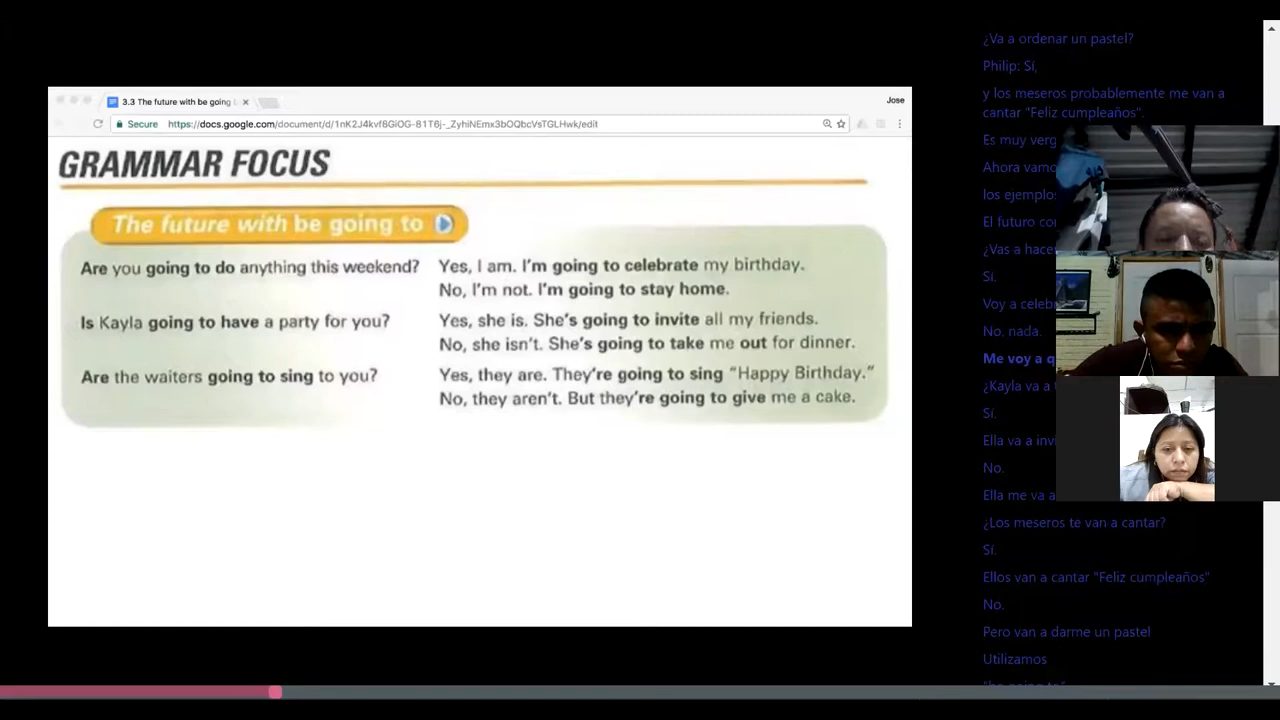 3.3 The future with be going
Jose
Secure https://docs.google.com/document/d/1nK2J4kvf8GiOG-81T6j-_ZyhiNEmx3bOQbcVsTGLHwk/edit
GRAMMAR FOCUS
The future with be going to
Are you going to do anything this weekend? Yes, I am. I'm going to celebrate my birthday.
No, I'm not. I'm going to stay home.
Is Kayla going to have a party for you? Yes, she is. She's going to invite all my friends.
No, she isn't. She's going to take me out for dinner.
Are the waiters going to sing to you? Yes, they are. They're going to sing "Happy Birthday."
No, they aren't. But they're going to give me a cake.
¿Va a ordenar un pastel?
Philip: Sí,
y los meseros probablemente me van a
cantar "Feliz cumpleaños".
Es muy
Ahora
los
El futuro
¿Vas a
Sí.
Voy a
No, nada.
Me voy a
¿Kayla va a
Sí.
Ella va a
No.
Ella me va a
¿Los meseros te van a cantar?
Sí.
Ellos van a cantar "Feliz cumpleaños"
No.
Pero van a darme un pastel
Utilizamos